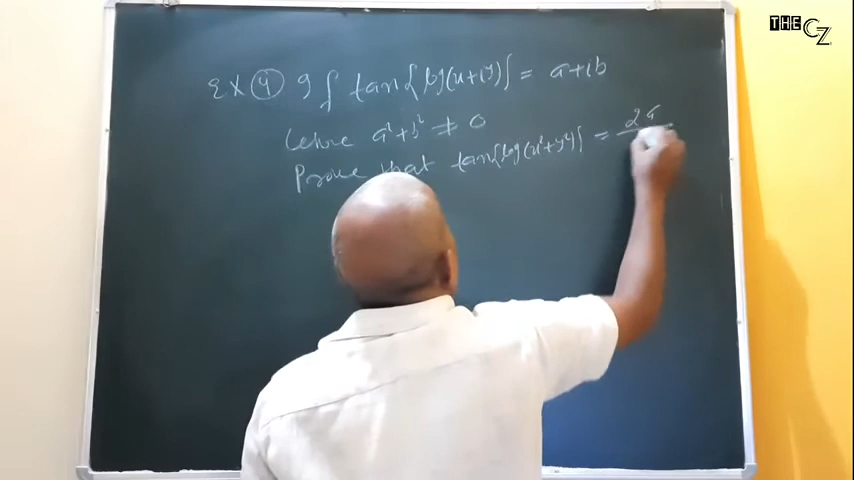 THE CZ
Ex ④ If tan{log(x+iy)} = a+ib
where a²+b² ≠ 0
Prove that tan{log(x²+y²)} = 2a